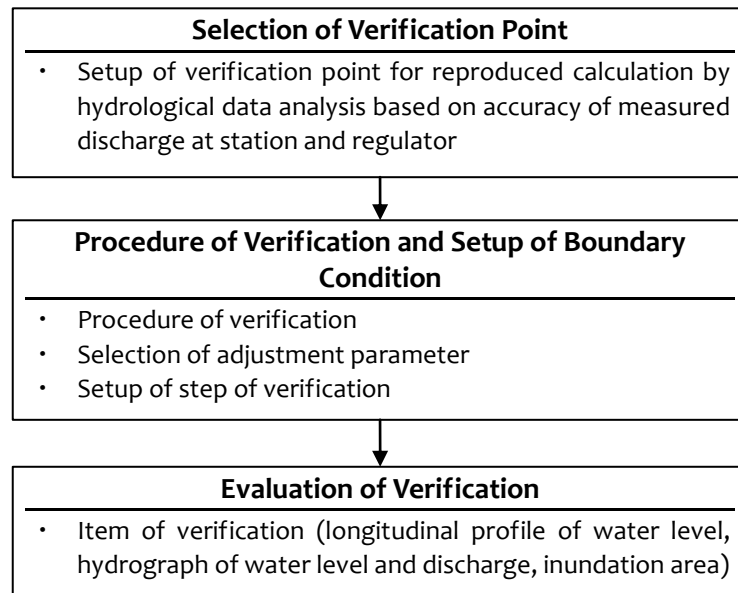 Selection of Verification Point
・ Setup of verification point for reproduced calculation by
hydrological data analysis based on accuracy of measured
discharge at station and regulator
Procedure of Verification and Setup of Boundary
Condition
・ Procedure of verification
・ Selection of adjustment parameter
・ Setup of step of verification
Evaluation of Verification
・ Item of verification (longitudinal profile of water level,
hydrograph of water level and discharge, inundation area)